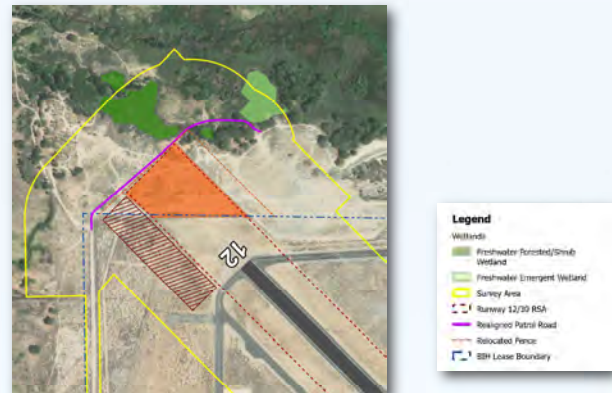 12
Legend
Wetlands
Freshwater Forested/Shrub
Wetland
Freshwater Emergent Wetland
Survey Area
Runway 12/30 RSA
Realigned Patrol Road
Relocated Fence
BIH Lease Boundary